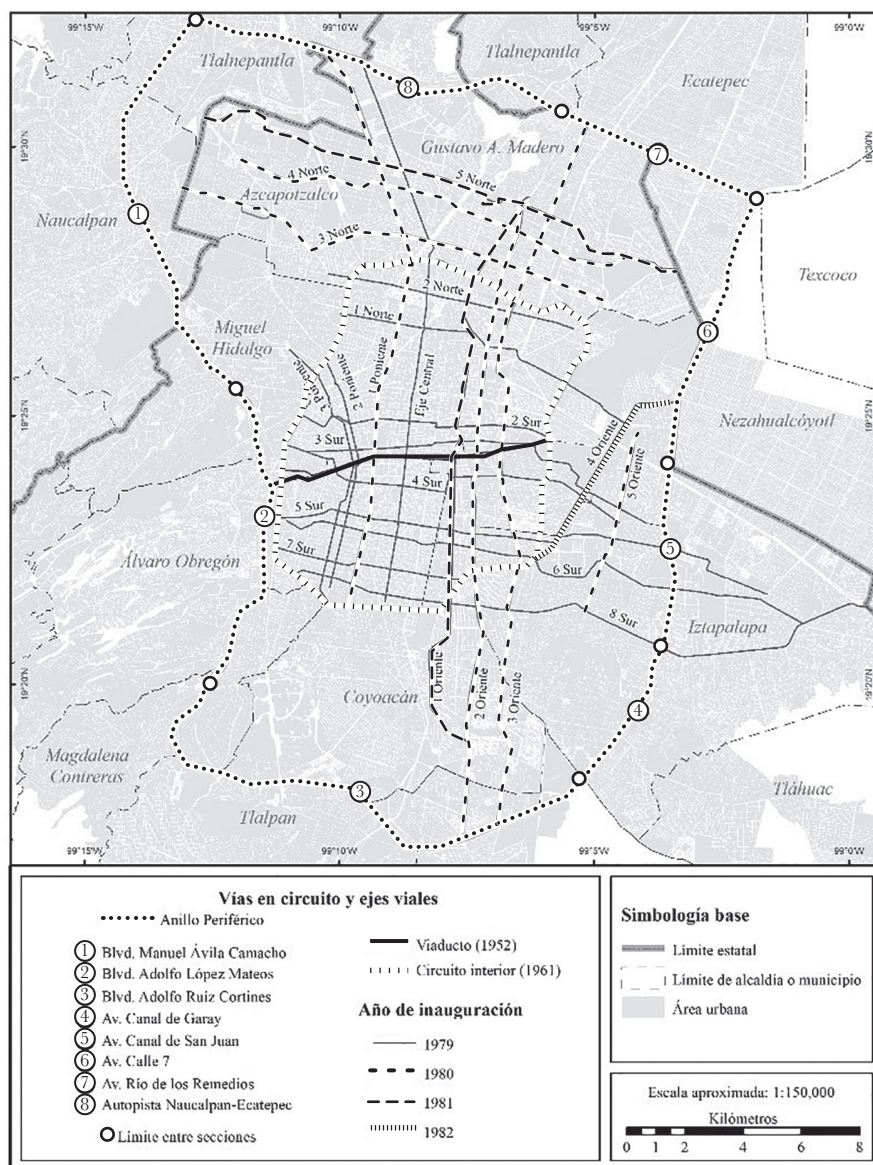 99°15'W 99°10'W 99°5'W 99°0'W
Tlalnepantla
Tlalnepantla
Ecatepec
8
Gustavo A. Madero
7
19°30'N
19°30'N
4 Norte
5 Norte
Azcapotzalco
Naucalpan
1
3 Norte
Texcoco
2 Norte
1 Norte
6
Miguel
Hidalgo
3 Poniente
2 Poniente
1 Poniente
Eje Central
19°25'N
19°25'N
Nezahualcóyotl
2 Sur
3 Sur
4 Oriente
5 Oriente
4 Sur
5 Sur
2
Álvaro Obregón
7 Sur
5
6 Sur
8 Sur
Iztapalapa
19°20'N
19°20'N
Coyoacán
1 Oriente
2 Oriente
3 Oriente
4
Magdalena
Contreras
3
Tlalpan
Tláhuac
99°15'W 99°10'W 99°5'W 99°0'W
Vías en circuito y ejes viales
Anillo Periférico
1 Blvd. Manuel Ávila Camacho
2 Blvd. Adolfo López Mateos
3 Blvd. Adolfo Ruiz Cortines
4 Av. Canal de Garay
5 Av. Canal de San Juan
6 Av. Calle 7
7 Av. Río de los Remedios
8 Autopista Naucalpan-Ecatepec
Límite entre secciones
Viaducto (1952)
Circuito interior (1961)
Año de inauguración
1979
1980
1981
1982
Simbología base
Límite estatal
Límite de alcaldía o municipio
Área urbana
Escala aproximada: 1:150,000
Kilómetros
0 1 2 4 6 8